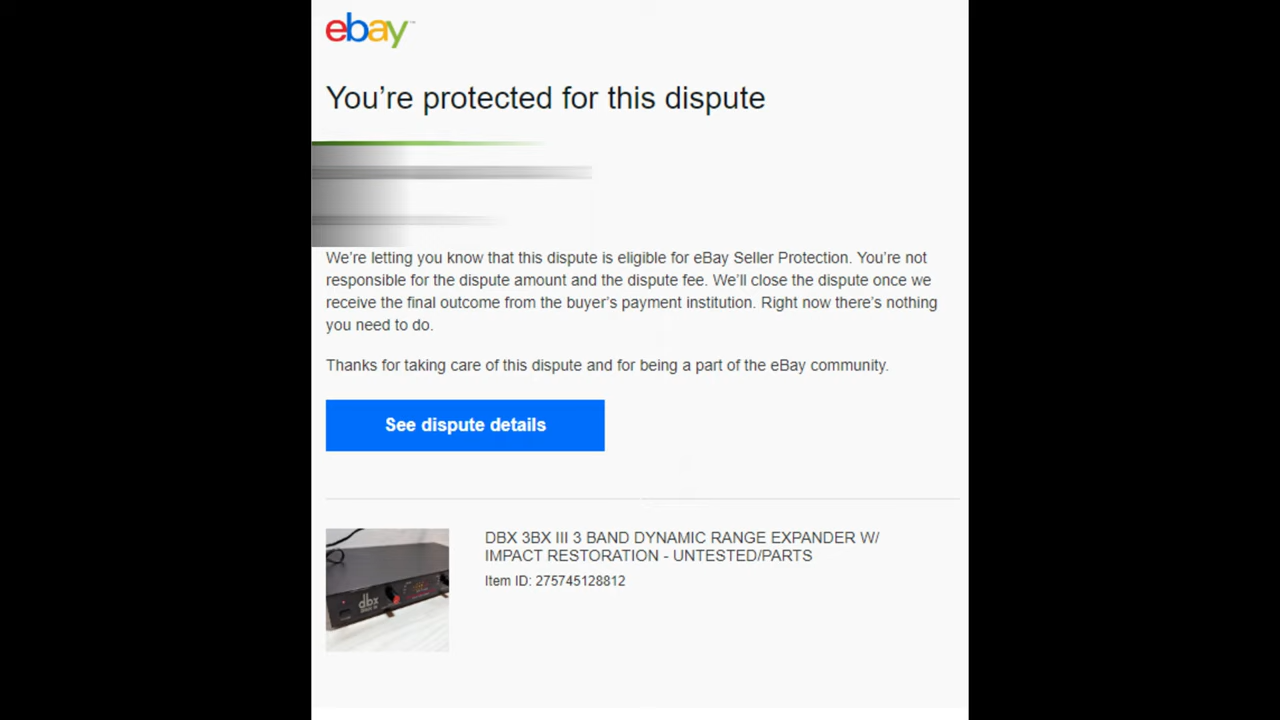 ebay
You’re protected for this dispute
We’re letting you know that this dispute is eligible for eBay Seller Protection. You’re not
responsible for the dispute amount and the dispute fee. We’ll close the dispute once we
receive the final outcome from the buyer’s payment institution. Right now there’s nothing
you need to do.
Thanks for taking care of this dispute and for being a part of the eBay community.
See dispute details
DBX 3BX III 3 BAND DYNAMIC RANGE EXPANDER W/
IMPACT RESTORATION - UNTESTED/PARTS
Item ID: 275745128812
dbx